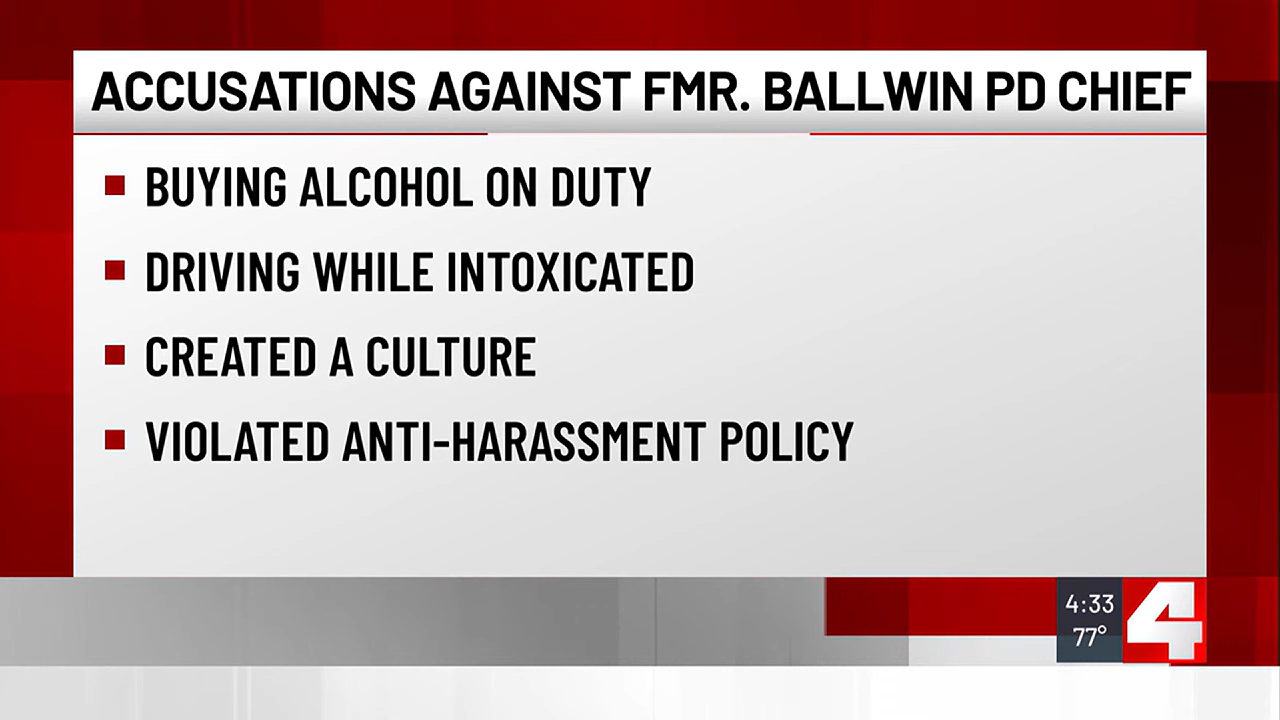 ACCUSATIONS AGAINST FMR. BALLWIN PD CHIEF
BUYING ALCOHOL ON DUTY
DRIVING WHILE INTOXICATED
CREATED A CULTURE
VIOLATED ANTI-HARASSMENT POLICY
4:33
77°
4